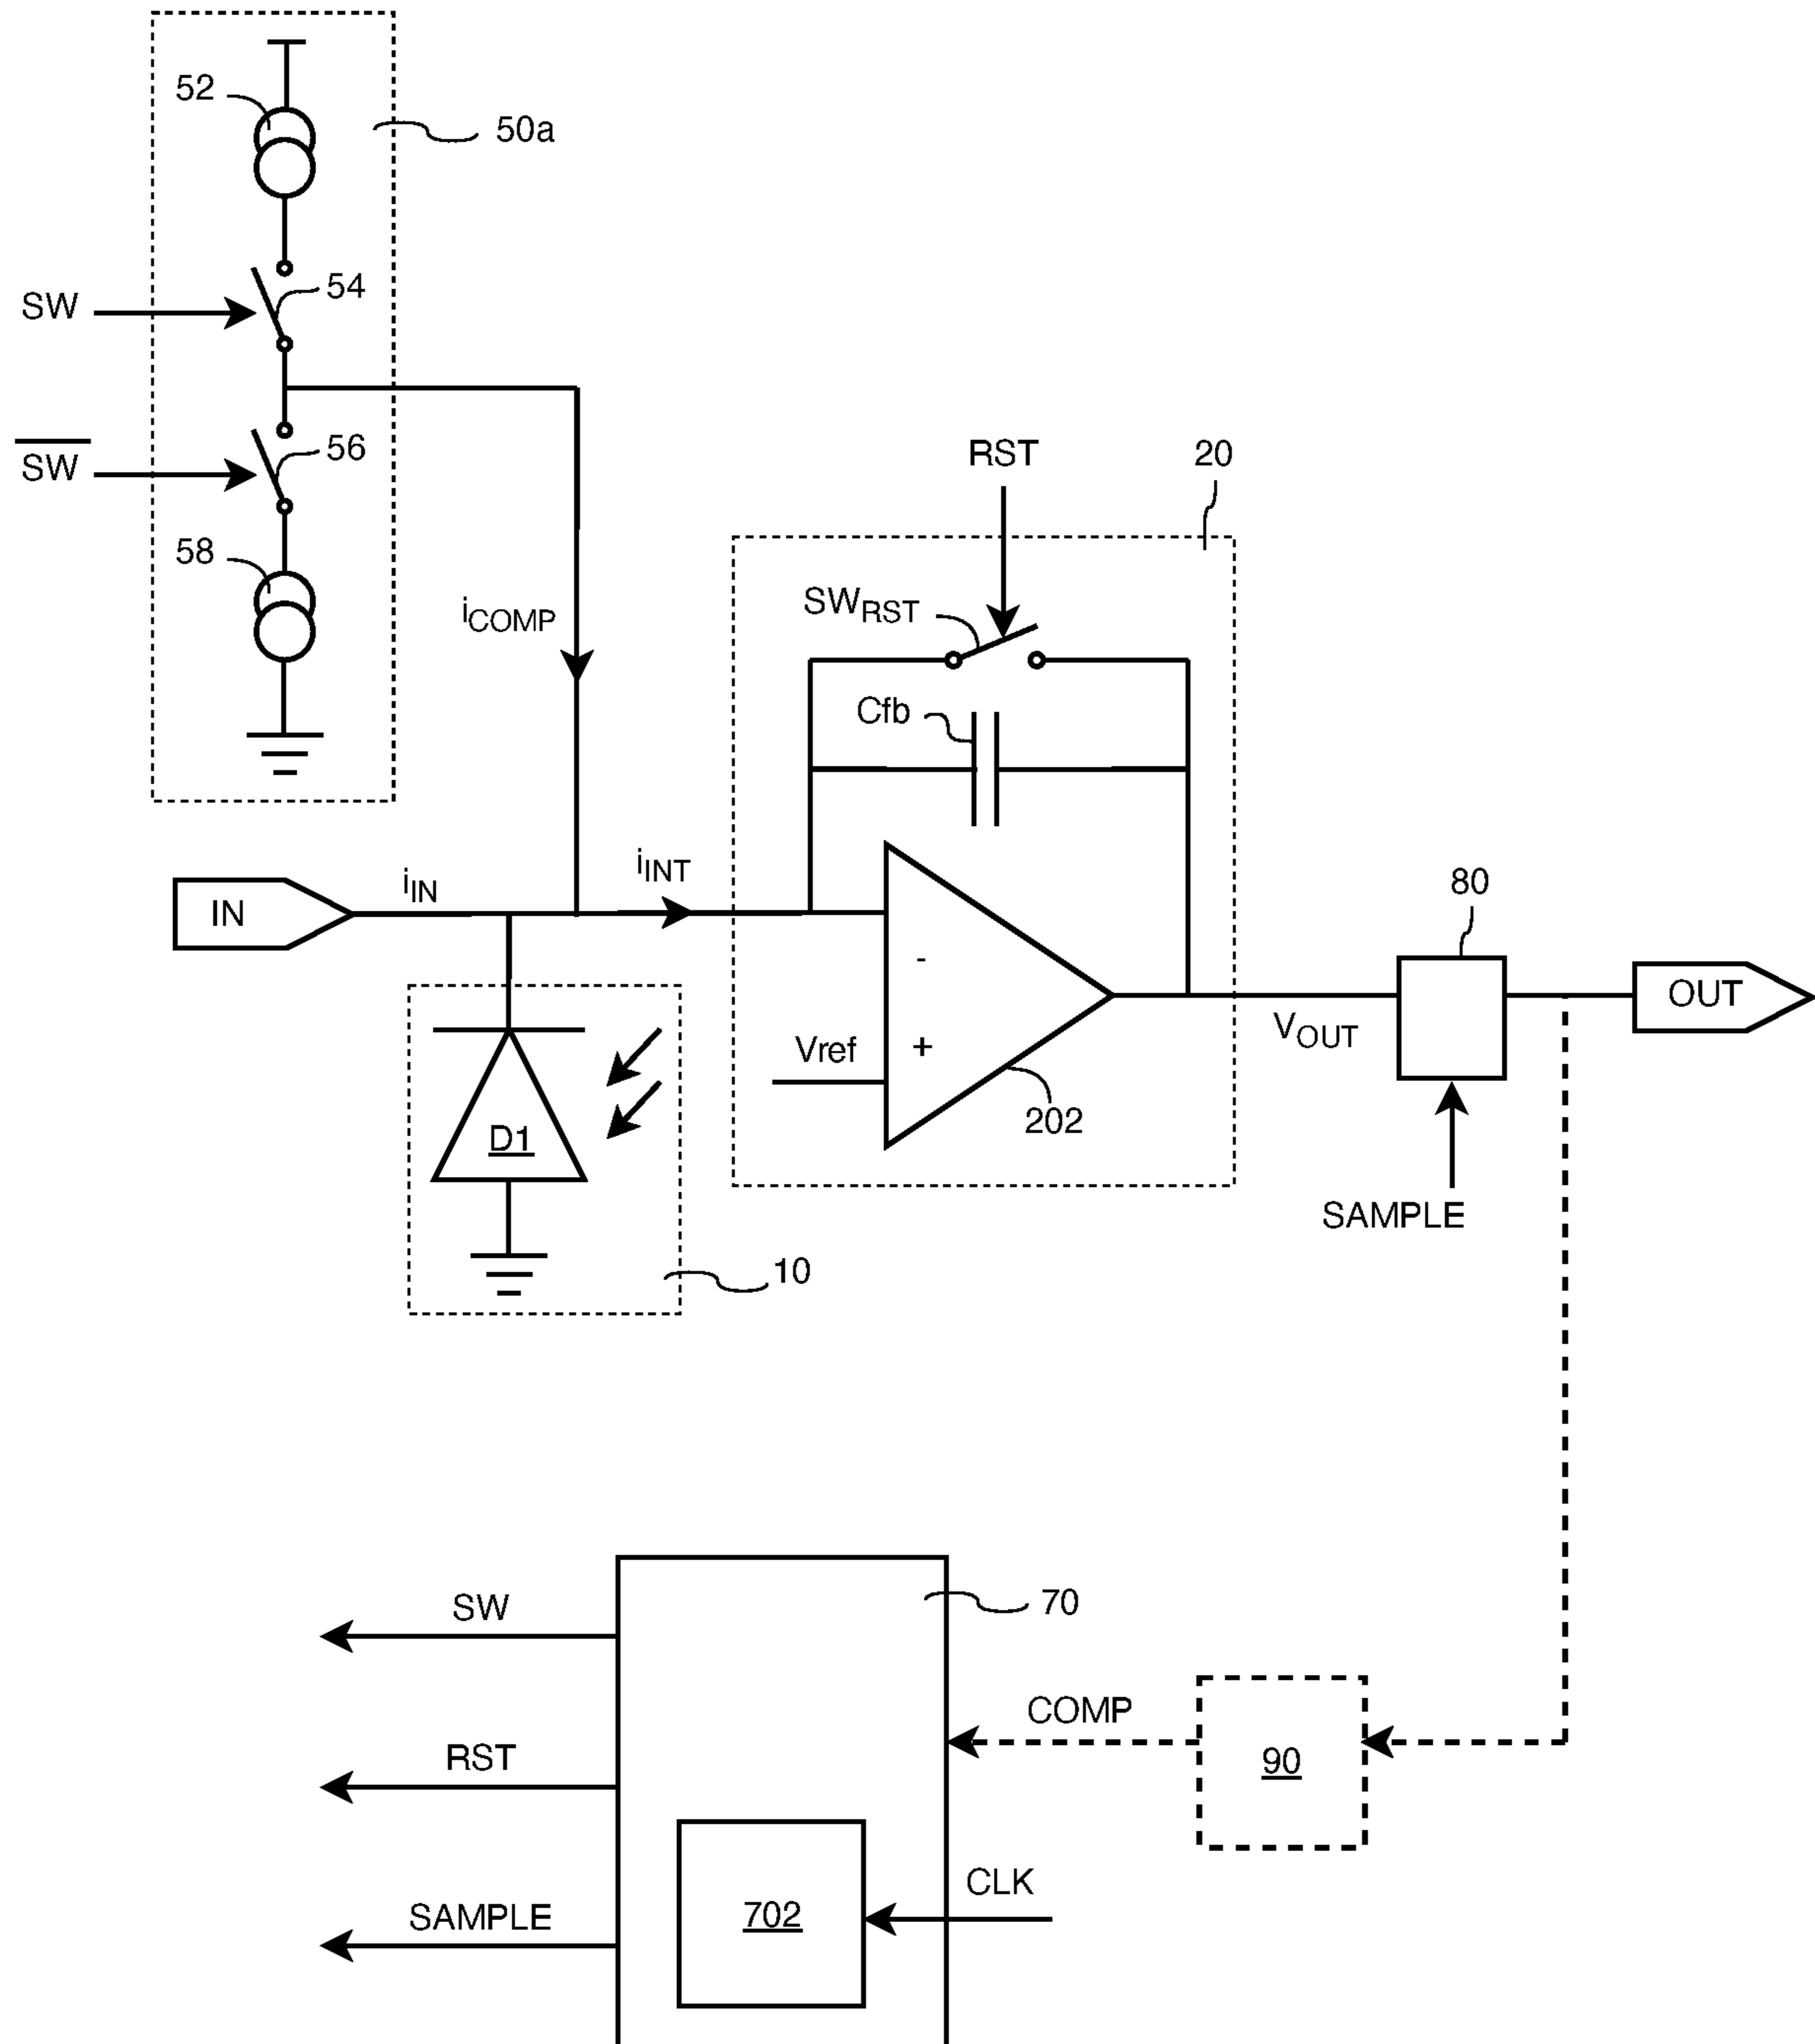 52
50a
54
SW
56
S̅W̅
58
RST
20
SWRST
iCOMP
Cfb
iIN
iINT
IN
80
-
OUT
VOUT
Vref
+
202
D1
SAMPLE
10
SW
70
COMP
RST
90
CLK
SAMPLE
702